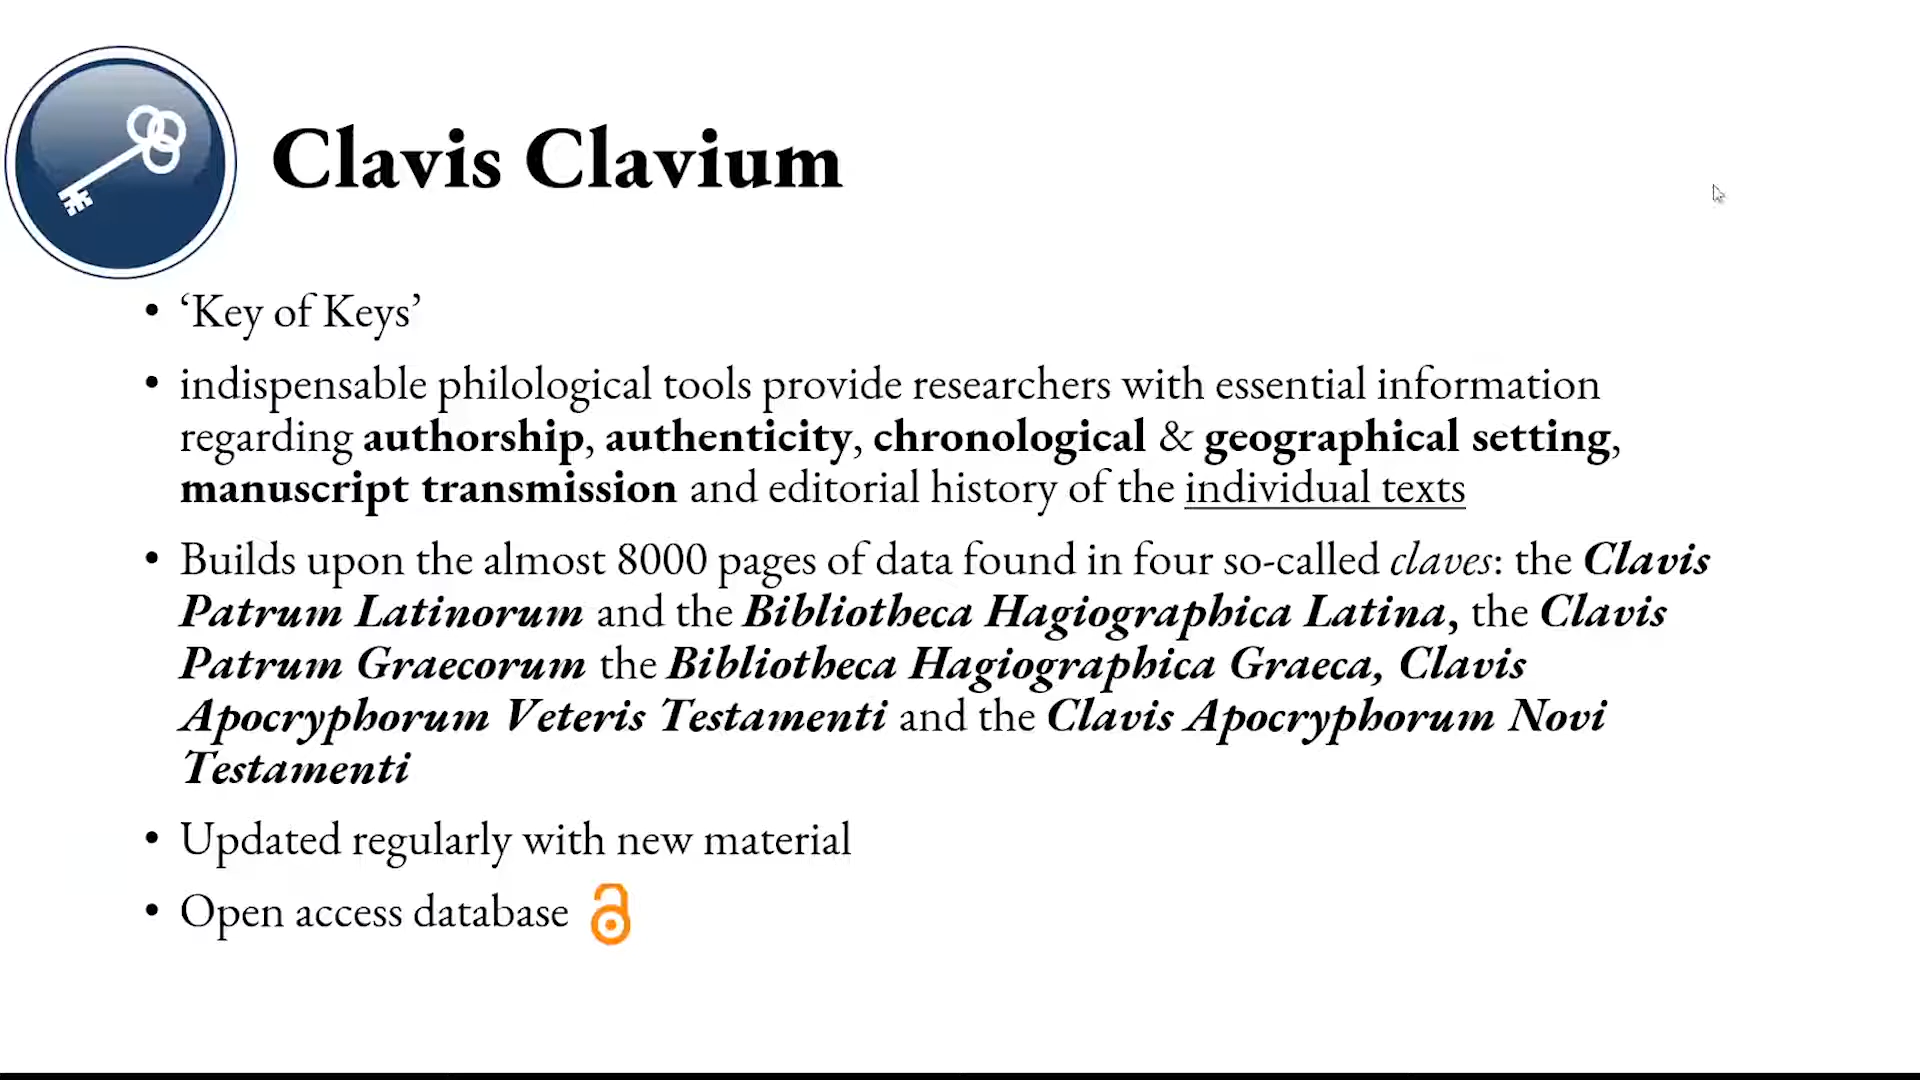 Clavis Clavium
• ‘Key of Keys’
• indispensable philological tools provide researchers with essential information
regarding authorship, authenticity, chronological & geographical setting,
manuscript transmission and editorial history of the individual texts
• Builds upon the almost 8000 pages of data found in four so-called claves: the Clavis
Patrum Latinorum and the Bibliotheca Hagiographica Latina, the Clavis
Patrum Graecorum the Bibliotheca Hagiographica Graeca, Clavis
Apocryphorum Veteris Testamenti and the Clavis Apocryphorum Novi
Testamenti
• Updated regularly with new material
• Open access database